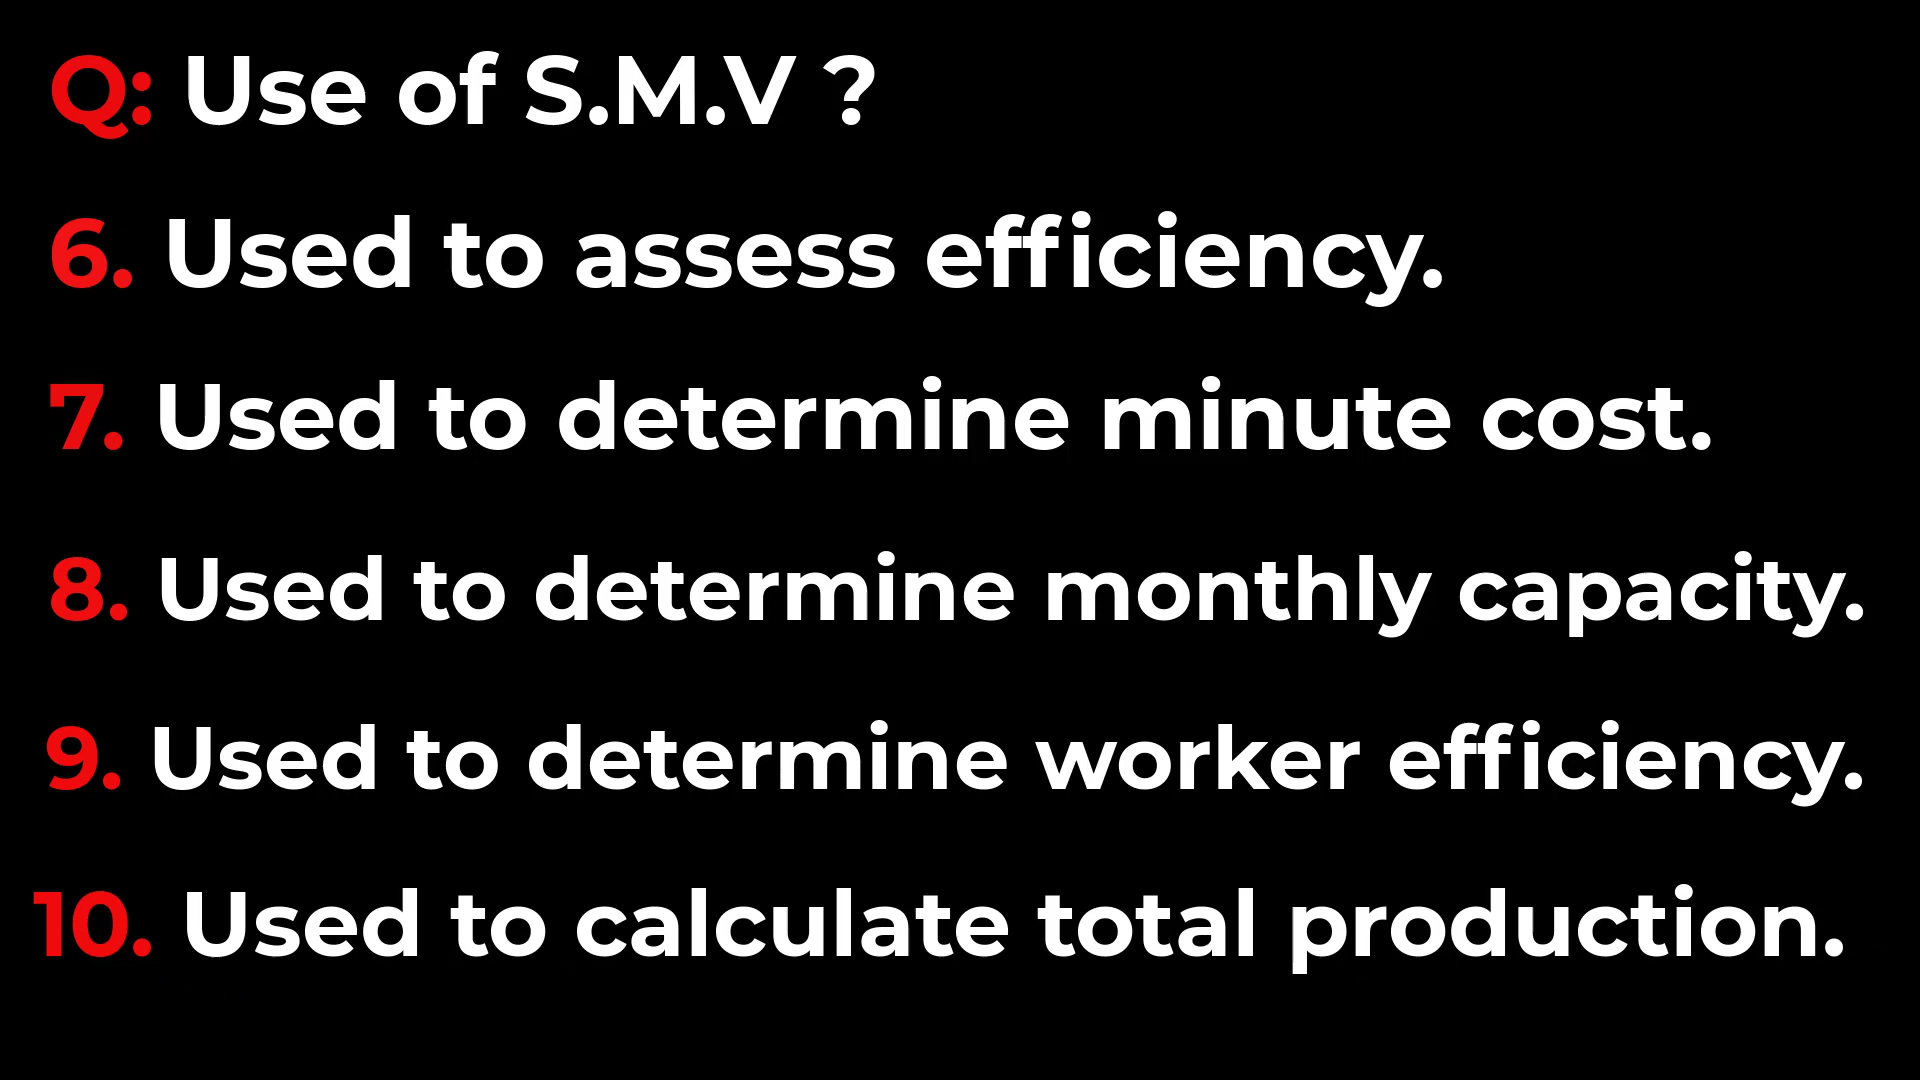 Q: Use of S.M.V ?
6. Used to assess efficiency.
7. Used to determine minute cost.
8. Used to determine monthly capacity.
9. Used to determine worker efficiency.
10. Used to calculate total production.